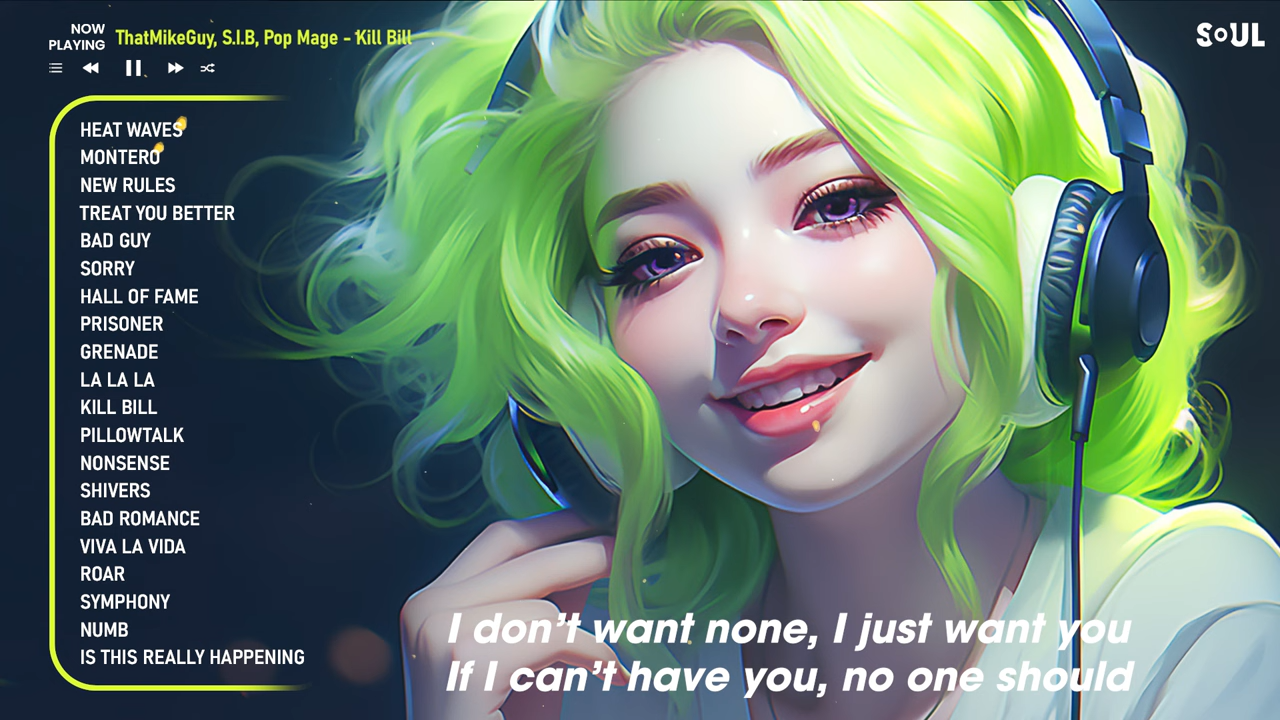 NOW
PLAYING
ThatMikeGuy, S.I.B, Pop Mage - Kill Bill
SOUL
HEAT WAVES
MONTERO
NEW RULES
TREAT YOU BETTER
BAD GUY
SORRY
HALL OF FAME
PRISONER
GRENADE
LA LA LA
KILL BILL
PILLOWTALK
NONSENSE
SHIVERS
BAD ROMANCE
VIVA LA VIDA
ROAR
SYMPHONY
NUMB
IS THIS REALLY HAPPENING
I don't want none, I just want you
If I can't have you, no one should